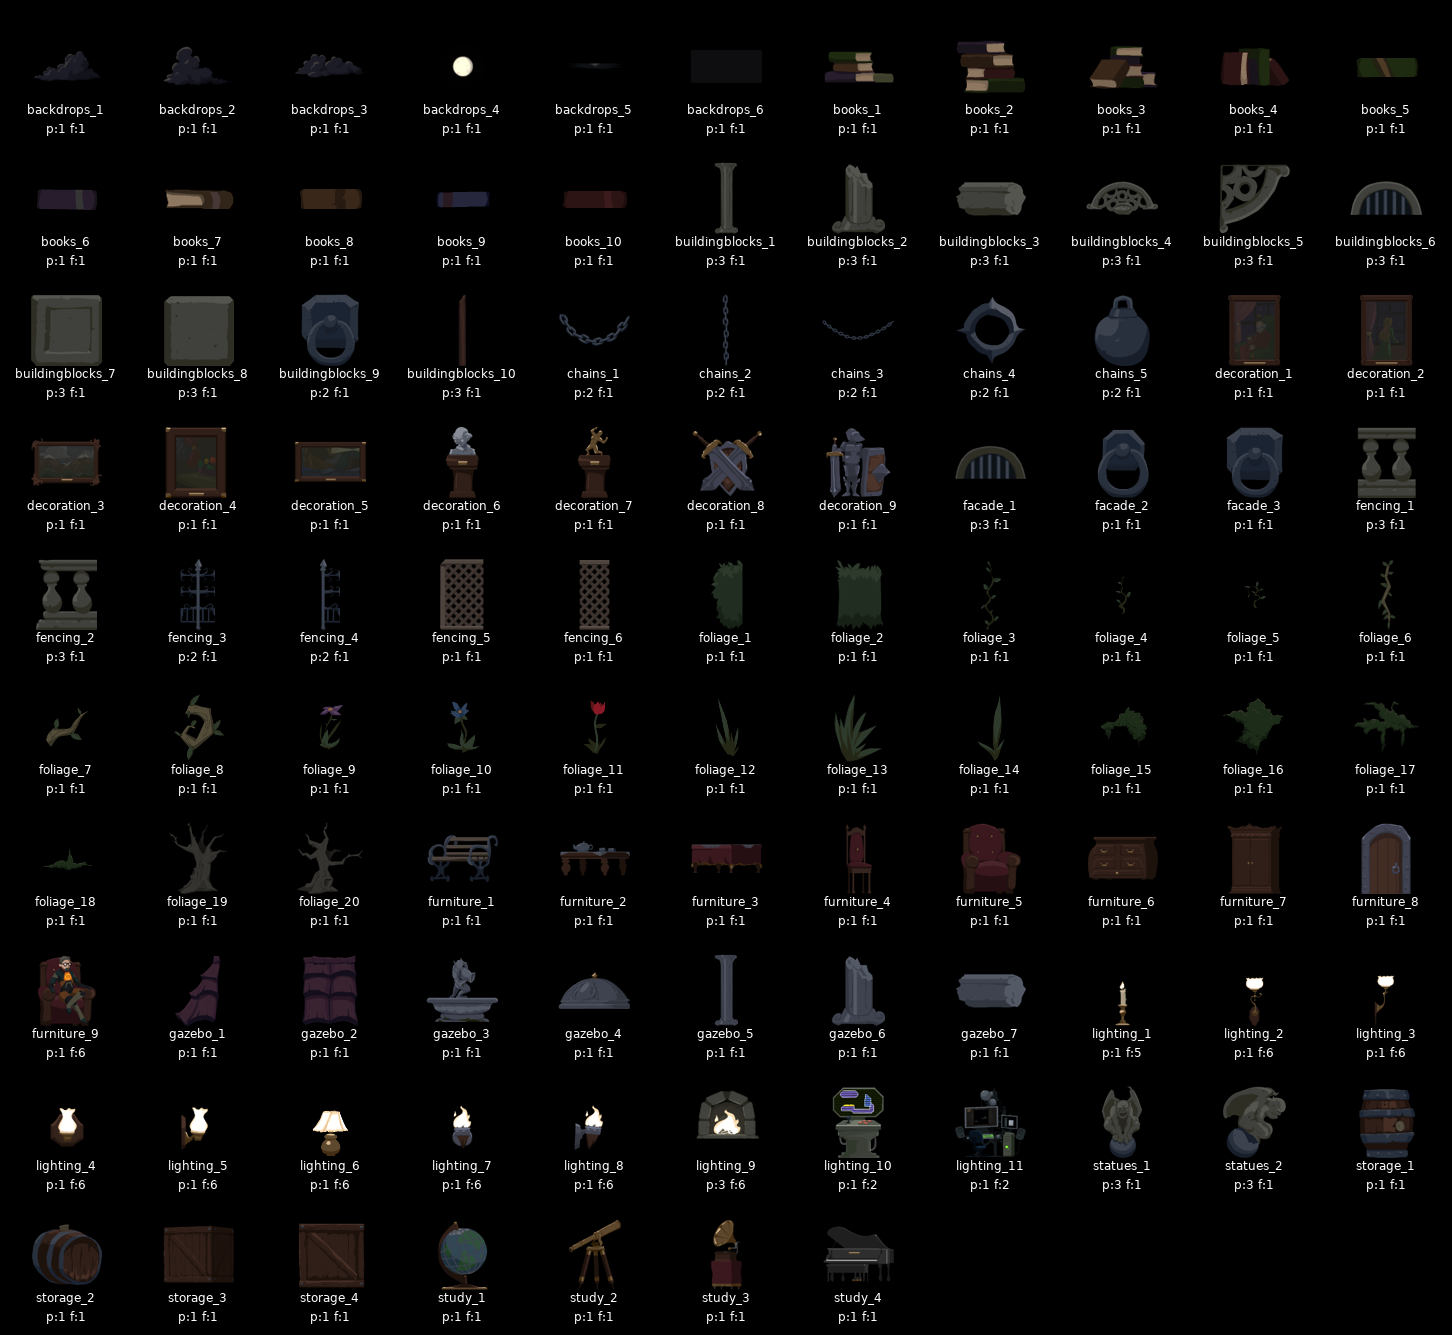 backdrops_1 backdrops_2 backdrops_3 backdrops_4 backdrops_5 backdrops_6 books_1 books_2 books_3 books_4 books_5
p:1 f:1 p:1 f:1 p:1 f:1 p:1 f:1 p:1 f:1 p:1 f:1 p:1 f:1 p:1 f:1 p:1 f:1 p:1 f:1 p:1 f:1
books_6 books_7 books_8 books_9 books_10 buildingblocks_1 buildingblocks_2 buildingblocks_3 buildingblocks_4 buildingblocks_5 buildingblocks_6
p:1 f:1 p:1 f:1 p:1 f:1 p:1 f:1 p:1 f:1 p:3 f:1 p:3 f:1 p:3 f:1 p:3 f:1 p:3 f:1 p:3 f:1
buildingblocks_7 buildingblocks_8 buildingblocks_9 buildingblocks_10 chains_1 chains_2 chains_3 chains_4 chains_5 decoration_1 decoration_2
p:3 f:1 p:3 f:1 p:2 f:1 p:3 f:1 p:2 f:1 p:2 f:1 p:2 f:1 p:2 f:1 p:2 f:1 p:1 f:1 p:1 f:1
decoration_3 decoration_4 decoration_5 decoration_6 decoration_7 decoration_8 decoration_9 facade_1 facade_2 facade_3 fencing_1
p:1 f:1 p:1 f:1 p:1 f:1 p:1 f:1 p:1 f:1 p:1 f:1 p:1 f:1 p:3 f:1 p:1 f:1 p:1 f:1 p:3 f:1
fencing_2 fencing_3 fencing_4 fencing_5 fencing_6 foliage_1 foliage_2 foliage_3 foliage_4 foliage_5 foliage_6
p:3 f:1 p:2 f:1 p:2 f:1 p:1 f:1 p:1 f:1 p:1 f:1 p:1 f:1 p:1 f:1 p:1 f:1 p:1 f:1 p:1 f:1
foliage_7 foliage_8 foliage_9 foliage_10 foliage_11 foliage_12 foliage_13 foliage_14 foliage_15 foliage_16 foliage_17
p:1 f:1 p:1 f:1 p:1 f:1 p:1 f:1 p:1 f:1 p:1 f:1 p:1 f:1 p:1 f:1 p:1 f:1 p:1 f:1 p:1 f:1
foliage_18 foliage_19 foliage_20 furniture_1 furniture_2 furniture_3 furniture_4 furniture_5 furniture_6 furniture_7 furniture_8
p:1 f:1 p:1 f:1 p:1 f:1 p:1 f:1 p:1 f:1 p:1 f:1 p:1 f:1 p:1 f:1 p:1 f:1 p:1 f:1 p:1 f:1
furniture_9 gazebo_1 gazebo_2 gazebo_3 gazebo_4 gazebo_5 gazebo_6 gazebo_7 lighting_1 lighting_2 lighting_3
p:1 f:6 p:1 f:1 p:1 f:1 p:1 f:1 p:1 f:1 p:1 f:1 p:1 f:1 p:1 f:1 p:1 f:5 p:1 f:6 p:1 f:6
lighting_4 lighting_5 lighting_6 lighting_7 lighting_8 lighting_9 lighting_10 lighting_11 statues_1 statues_2 storage_1
p:1 f:6 p:1 f:6 p:1 f:6 p:1 f:6 p:1 f:6 p:3 f:6 p:1 f:2 p:1 f:2 p:3 f:1 p:3 f:1 p:1 f:1
storage_2 storage_3 storage_4 study_1 study_2 study_3 study_4
p:1 f:1 p:1 f:1 p:1 f:1 p:1 f:1 p:1 f:1 p:1 f:1 p:1 f:1